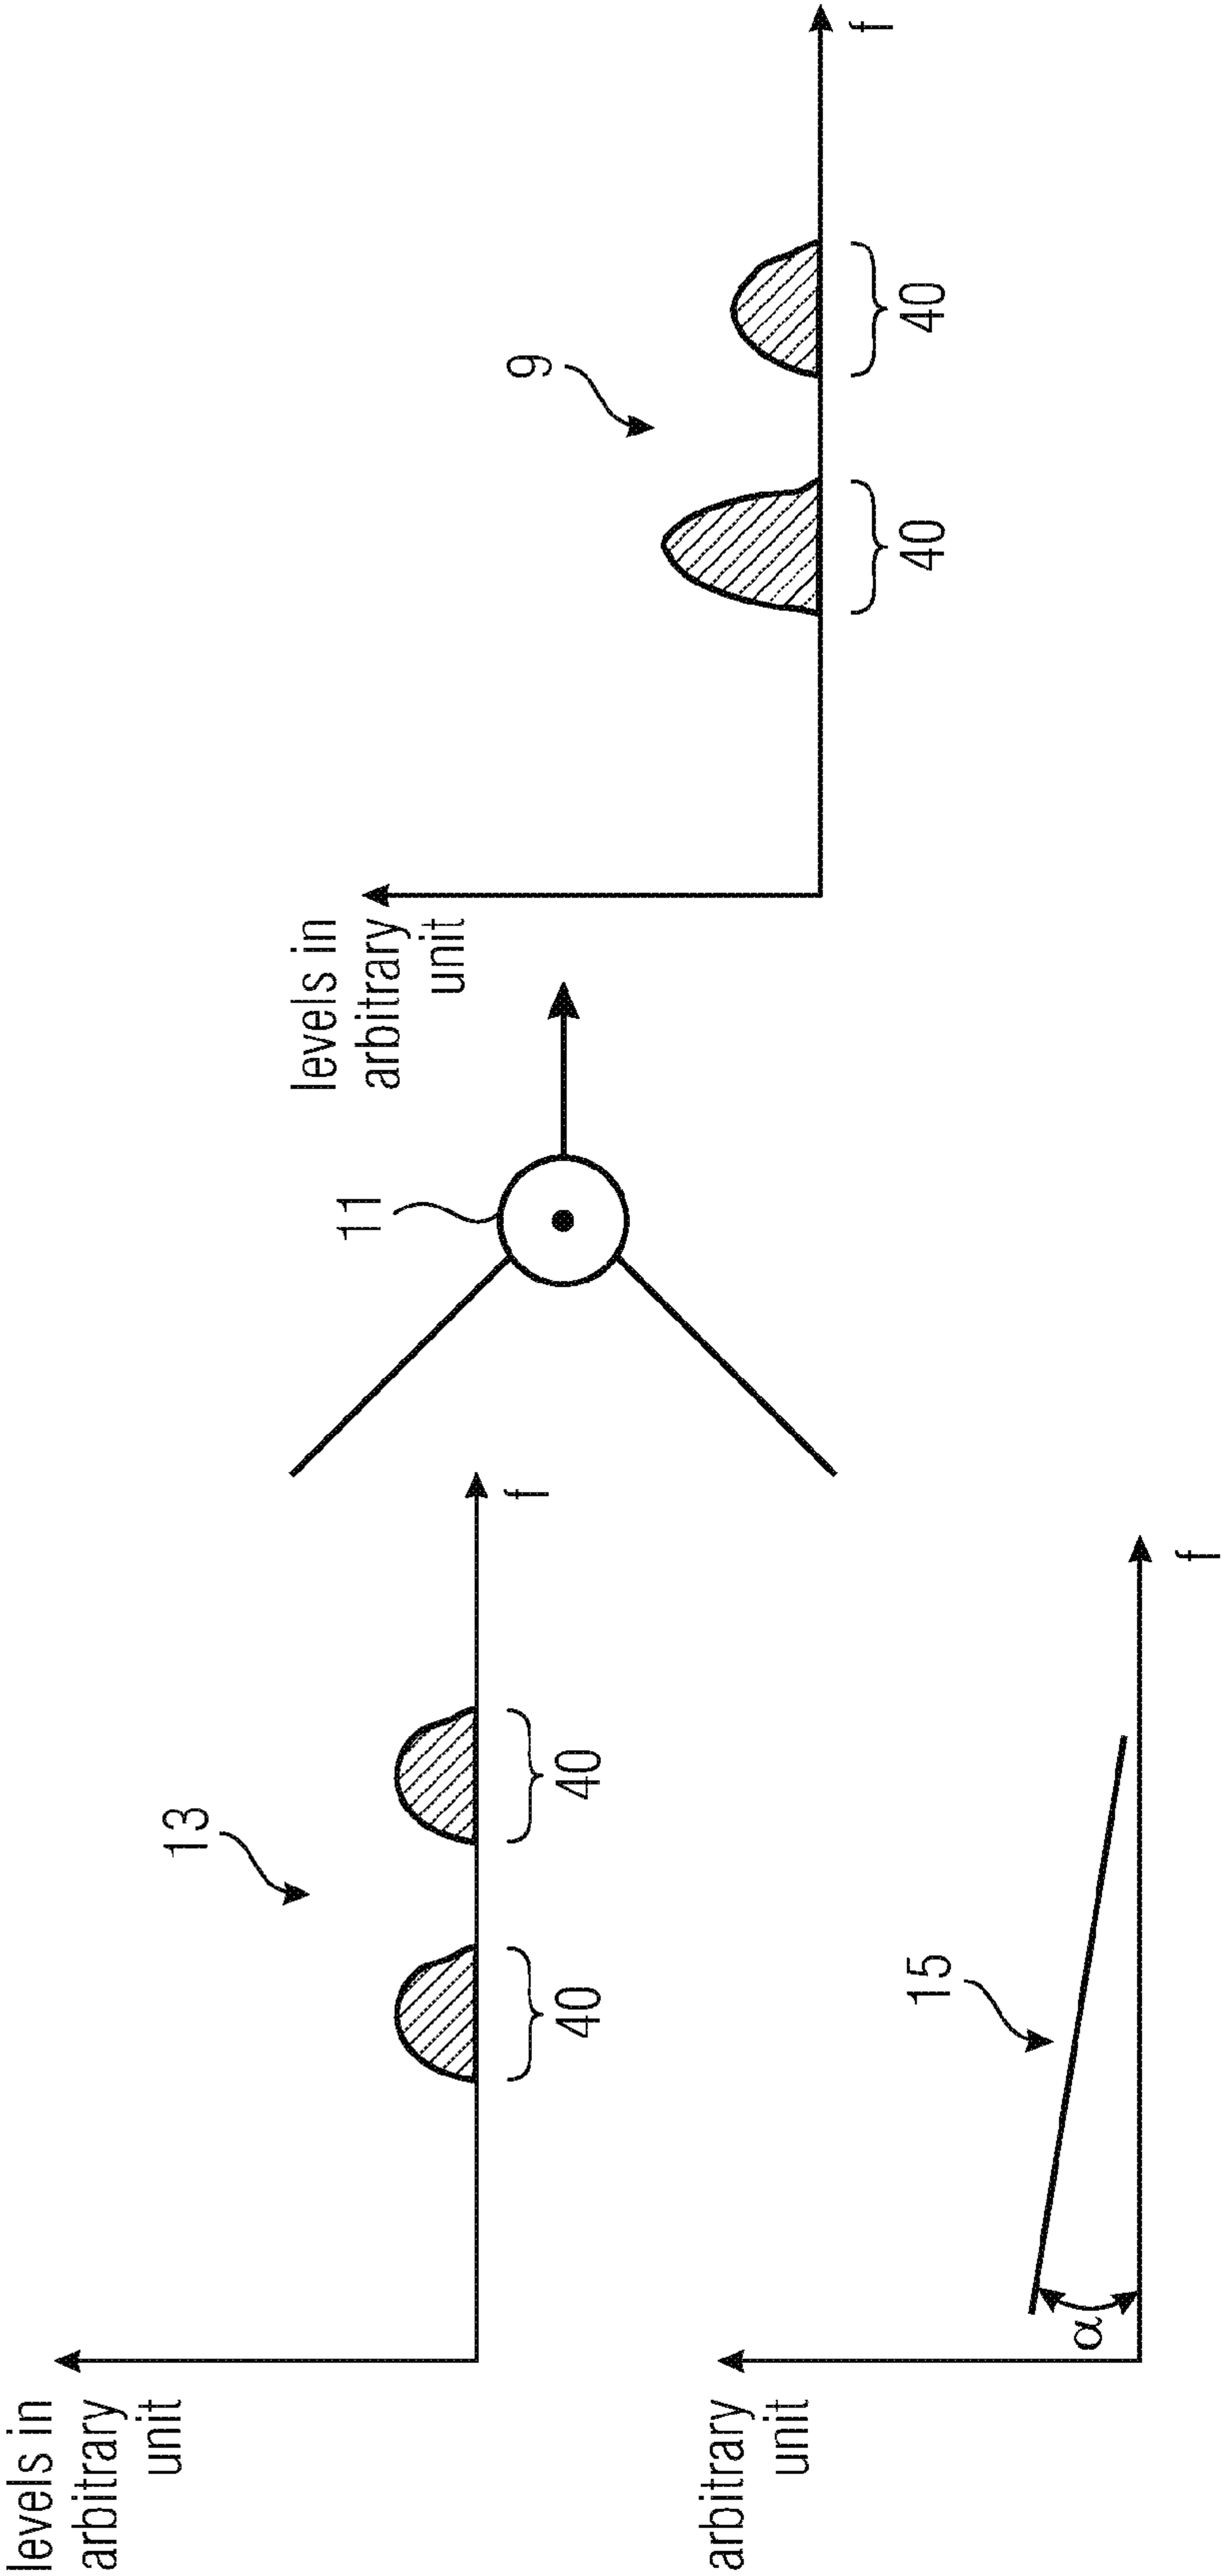 levels in
arbitrary
unit
13
40
40
f
arbitrary
unit
α
15
f
11
levels in
arbitrary
unit
9
40
40
f